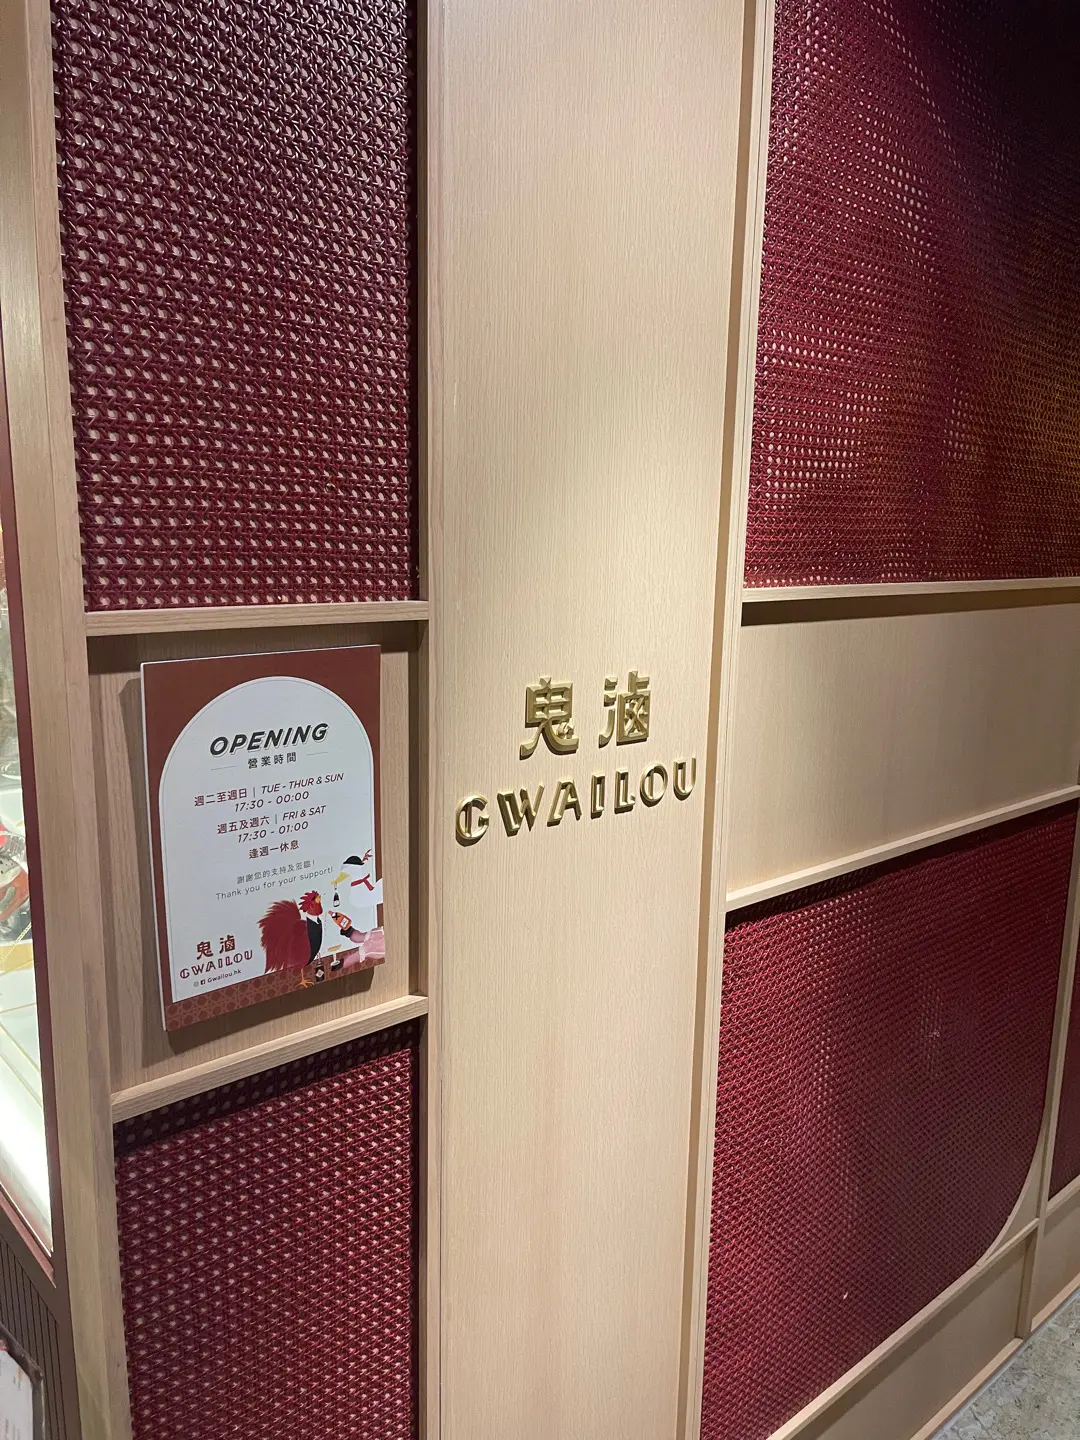 OPENING
營業時間
週二至週日 | TUE - THUR & SUN
17:30 - 00:00
週五及週六 | FRI & SAT
17:30 - 01:00
逢週一休息
謝謝您的支持及蒞臨!
Thank you for your support!
鬼滷
GWAILOU
Gwailou.hk
鬼滷
GWAILOU